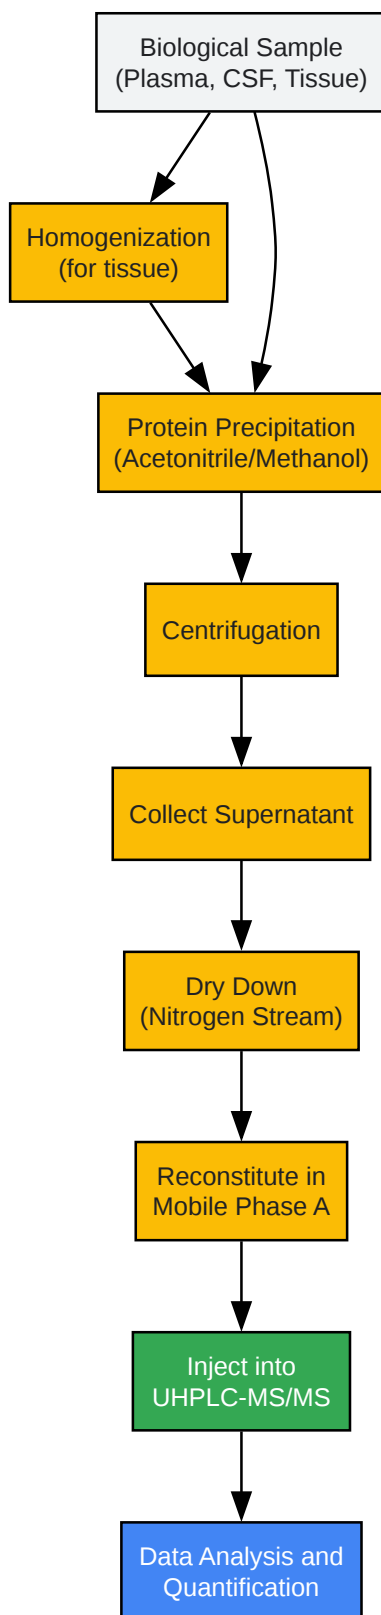 Biological Sample
(Plasma, CSF, Tissue)
Homogenization
(for tissue)
Protein Precipitation
(Acetonitrile/Methanol)
Centrifugation
Collect Supernatant
Dry Down
(Nitrogen Stream)
Reconstitute in
Mobile Phase A
Inject into
UHPLC-MS/MS
Data Analysis and
Quantification